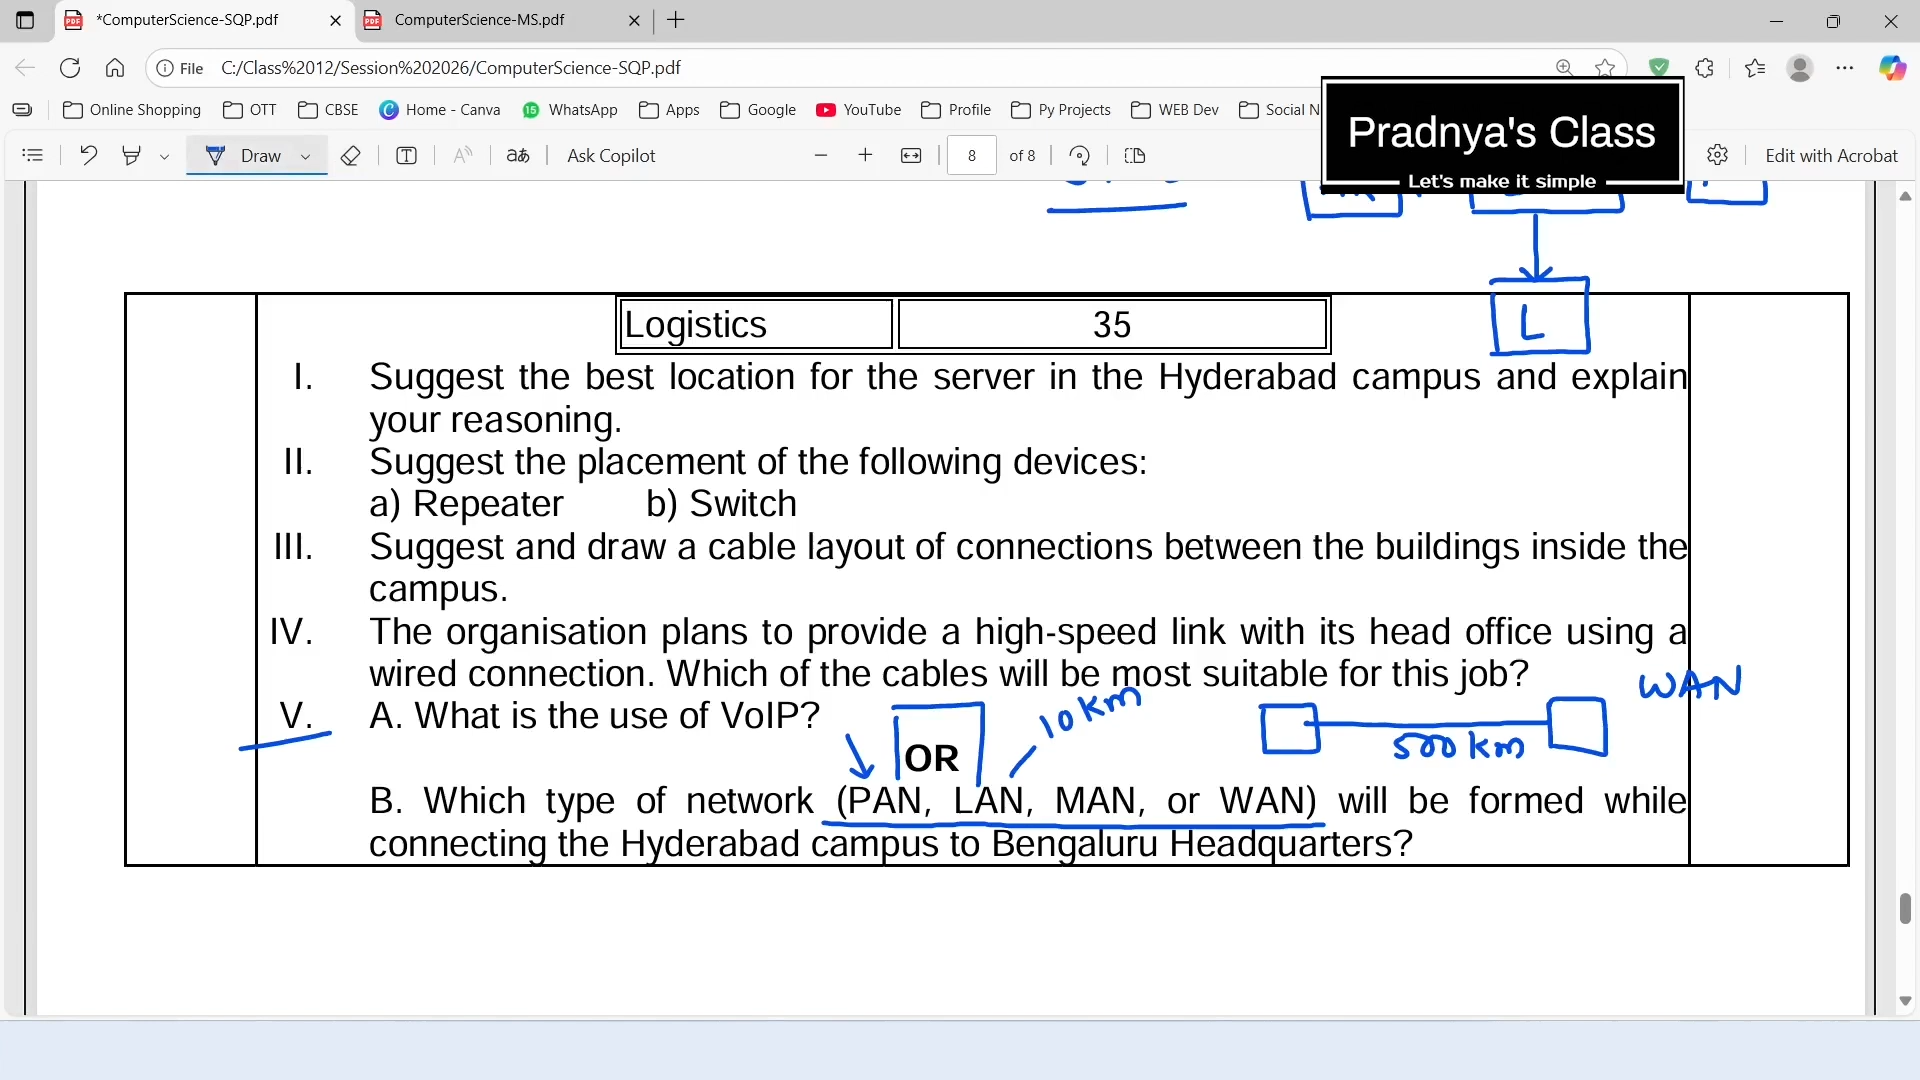 *ComputerScience-SQP.pdf
ComputerScience-MS.pdf
File C:/Class%2012/Session%202026/ComputerScience-SQP.pdf
Online Shopping OTT CBSE Home - Canva WhatsApp Apps Google YouTube Profile Py Projects WEB Dev Social N
Pradnya's Class
Let's make it simple
Draw Ask Copilot 8 of 8 Edit with Acrobat
Logistics 35
L
I. Suggest the best location for the server in the Hyderabad campus and explain
your reasoning.
II. Suggest the placement of the following devices:
a) Repeater b) Switch
III. Suggest and draw a cable layout of connections between the buildings inside the
campus.
IV. The organisation plans to provide a high-speed link with its head office using a
wired connection. Which of the cables will be most suitable for this job?
WAN
V. A. What is the use of VoIP?
10 km
500 km
OR
B. Which type of network (PAN, LAN, MAN, or WAN) will be formed while
connecting the Hyderabad campus to Bengaluru Headquarters?